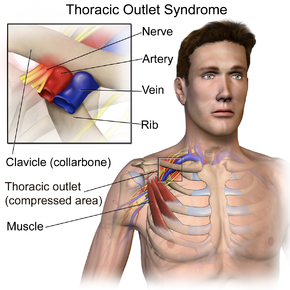 Thoracic Outlet Syndrome
Nerve
Artery
Vein
Rib
Clavicle (collarbone)
Thoracic outlet
(compressed area)
Muscle